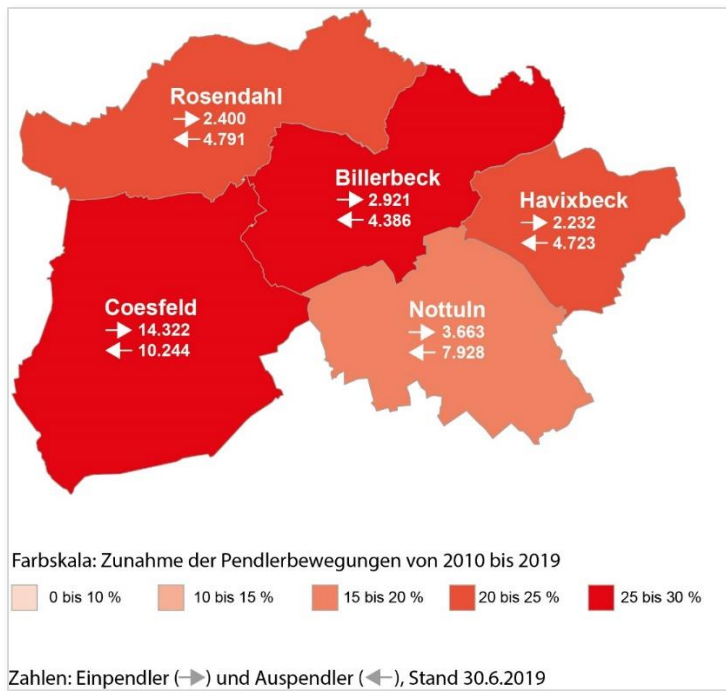 Rosendahl
2.400
4.791
Billerbeck
2.921
4.386
Havixbeck
2.232
4.723
Coesfeld
14.322
10.244
Nottuln
3.663
7.928
Farbskala: Zunahme der Pendlerbewegungen von 2010 bis 2019
0 bis 10 % 10 bis 15 % 15 bis 20 % 20 bis 25 % 25 bis 30 %
Zahlen: Einpendler (→) und Auspendler (←), Stand 30.6.2019